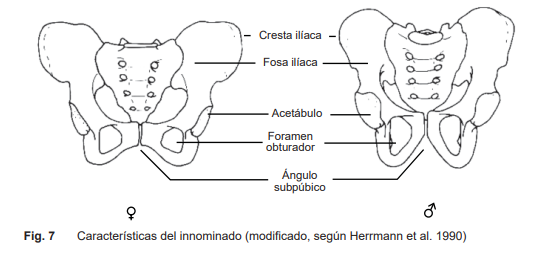 Cresta ilíaca
Fosa ilíaca
Acetábulo
Foramen
obturador
Ángulo
subpúbico
♀ ♂
Fig. 7 Características del innominado (modificado, según Herrmann et al. 1990)